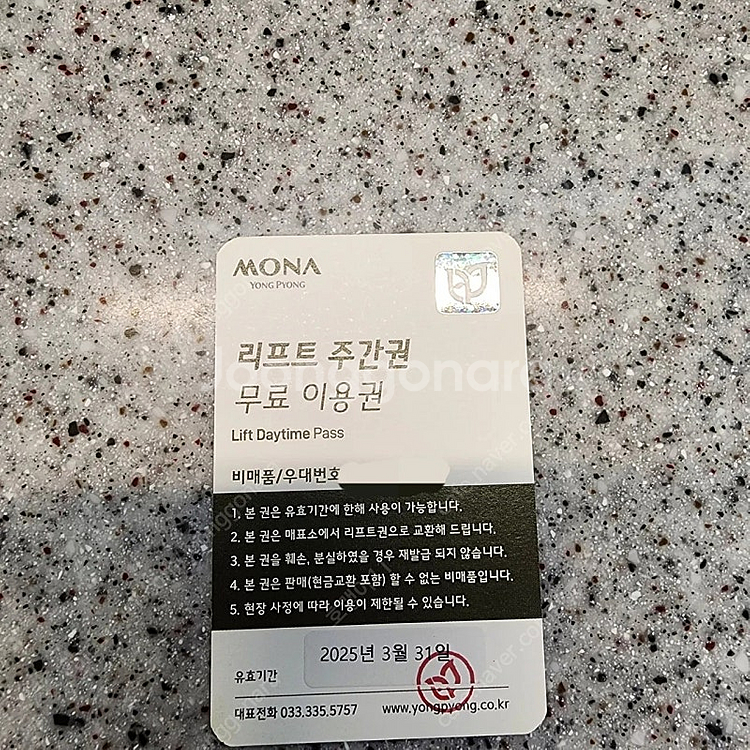 MONA
YONG PYONG
리프트 주간권
무료 이용권
Lift Daytime Pass
비매품/우대번호
1. 본 권은 유효기간에 한해 사용이 가능합니다.
2. 본 권은 매표소에서 리프트권으로 교환해 드립니다.
3. 본 권을 훼손, 분실하였을 경우 재발급 되지 않습니다.
4. 본 권은 판매(현금교환 포함) 할 수 없는 비매품입니다.
5. 현장 사정에 따라 이용이 제한될 수 있습니다.
2025년 3월 31일
유효기간
대표전화 033.335.5757 www.yongpyong.co.kr